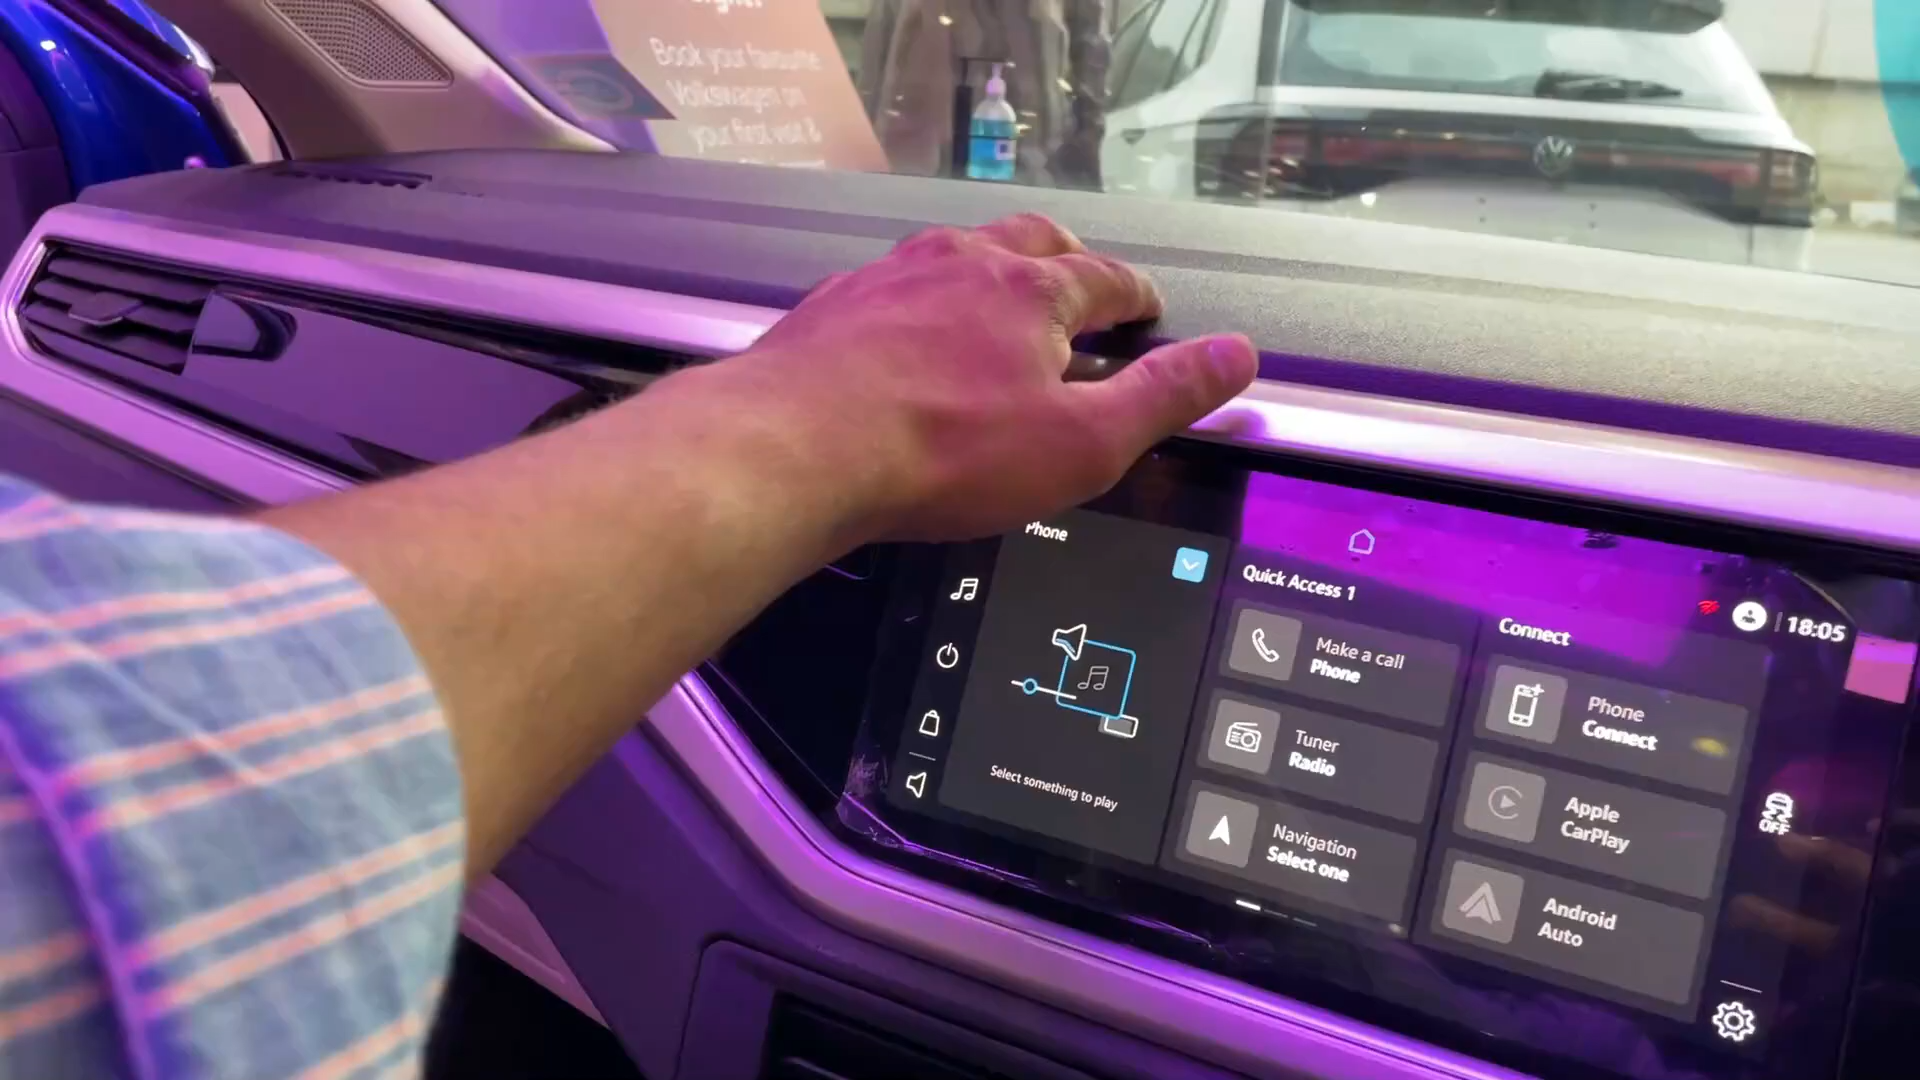 Book your favourite
Volkswagen on
your first visit &
Phone
Select something to play
Quick Access 1
Make a call
Phone
Tuner
Radio
Navigation
Select one
18:05
Connect
Phone
Connect
Apple
CarPlay
Android
Auto
OFF